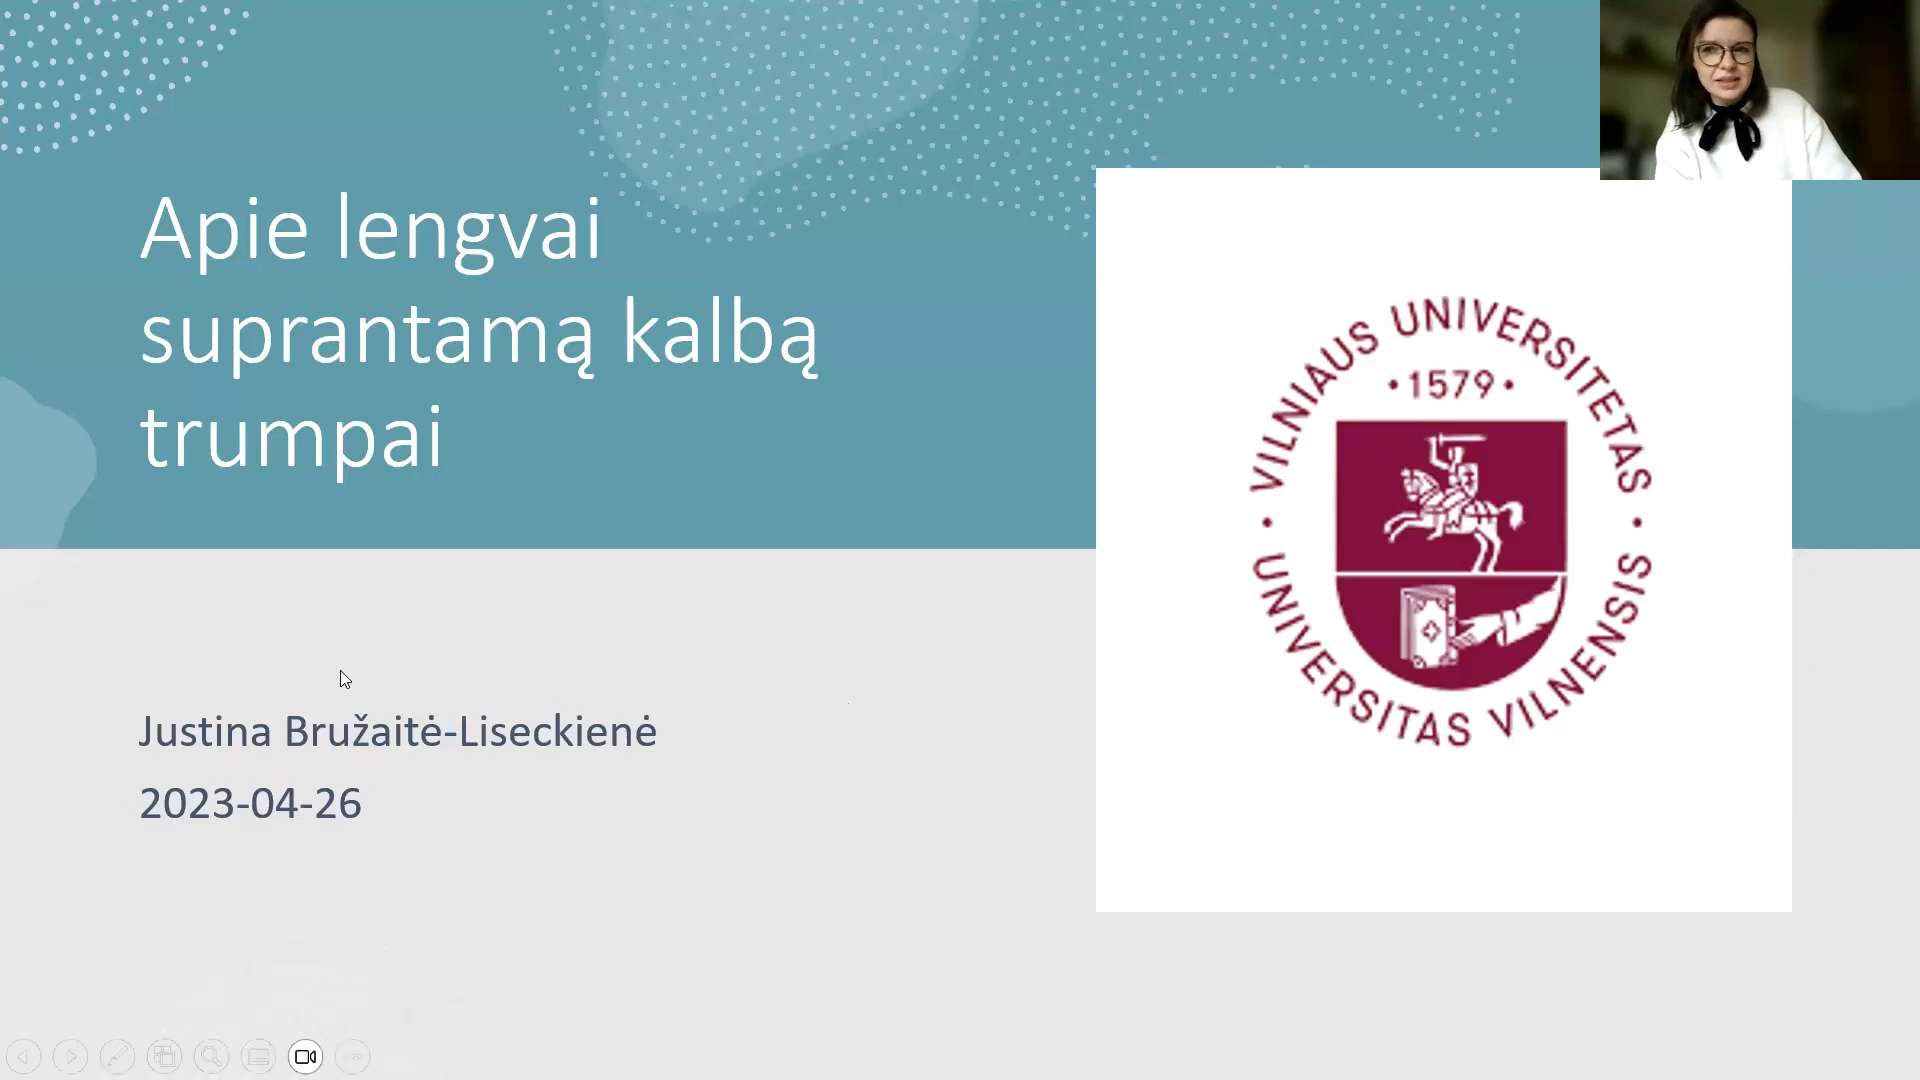 Apie lengvai
suprantamą kalbą
trumpai
Justina Bružaitė-Liseckienė
2023-04-26
VILNIAUS UNIVERSITETAS
1579
UNIVERSITAS VILNENSIS